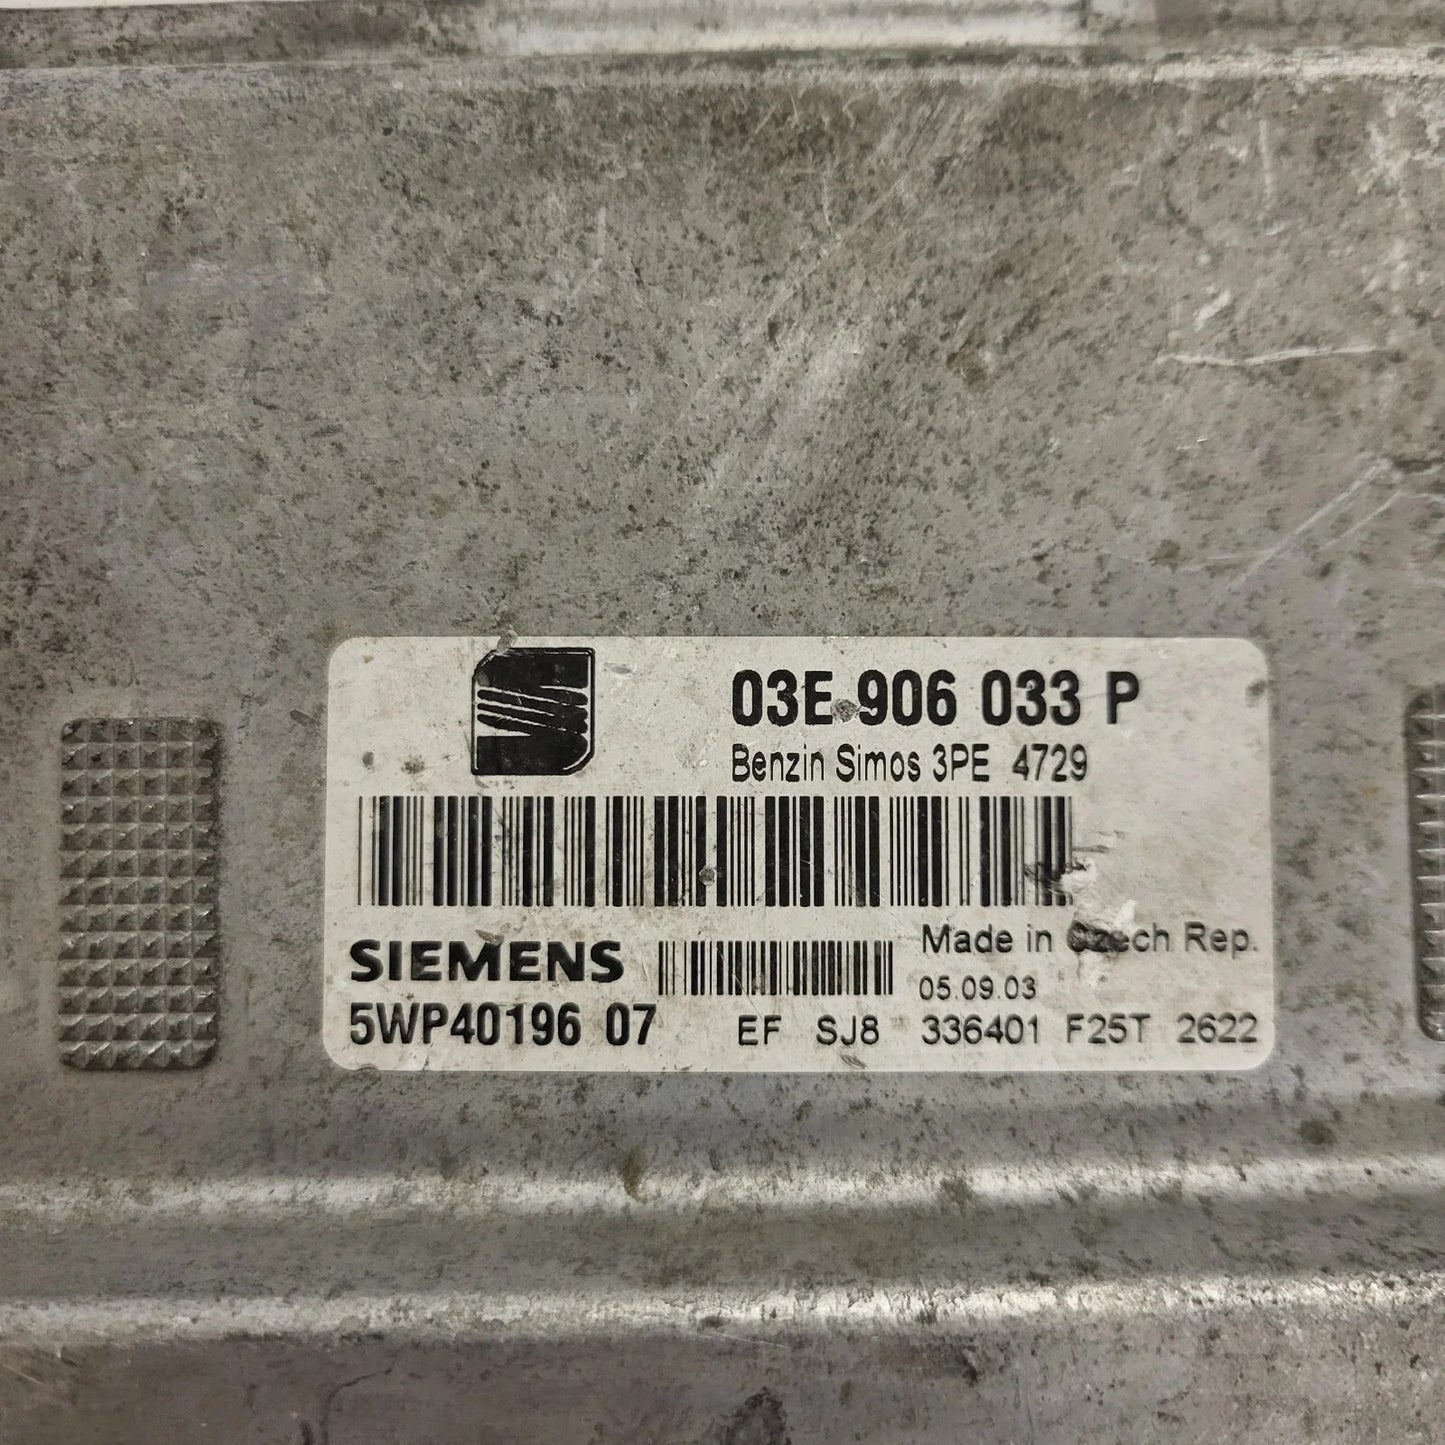 03E 906 033 P
Benzin Simos 3PE 4729
SIEMENS
Made in Czech Rep.
05.09.03
5WP40196 07
EF SJ8 336401 F25T 2622